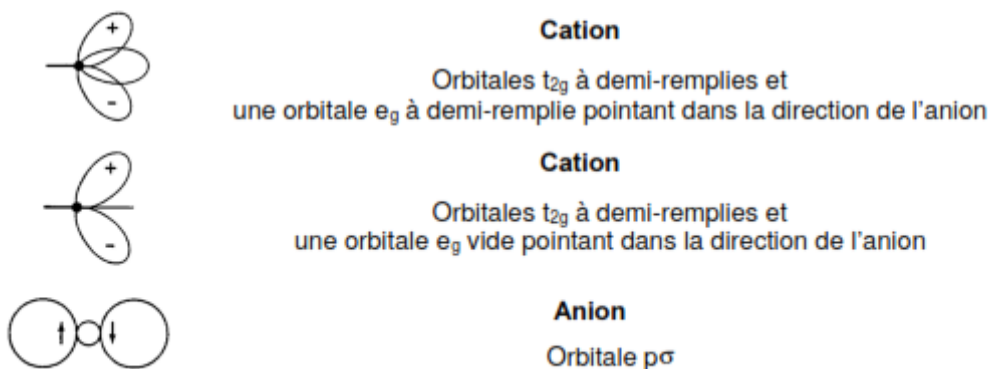 +
-
Cation
Orbitales t2g à demi-remplies et
une orbitale eg à demi-remplie pointant dans la direction de l'anion
+
-
Cation
Orbitales t2g à demi-remplies et
une orbitale eg vide pointant dans la direction de l'anion
Anion
Orbitale pσ